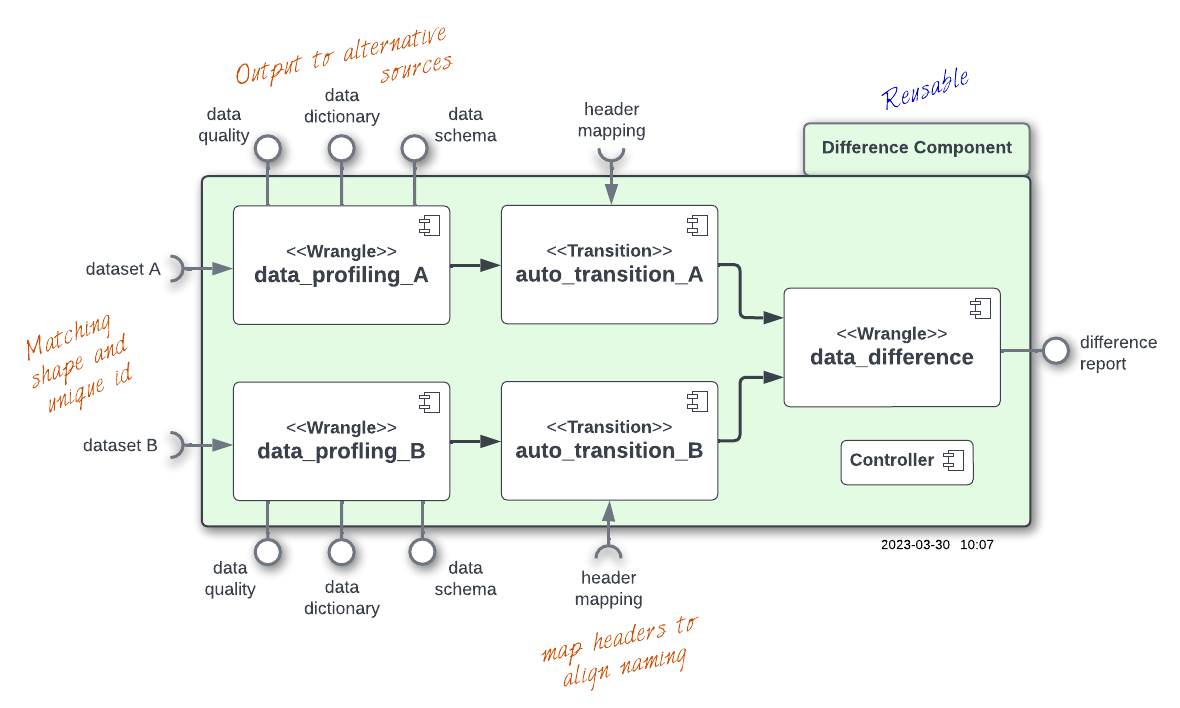 Output to alternative
sources
Reusable
data
quality
data
dictionary
data
schema
header
mapping
Difference Component
<<Wrangle>>
data_profiling_A
<<Transition>>
auto_transition_A
dataset A
<<Wrangle>>
data_difference
difference
report
Matching
shape and
unique id
dataset B
<<Wrangle>>
data_profling_B
<<Transition>>
auto_transition_B
Controller
2023-03-30 10:07
data
quality
data
dictionary
data
schema
header
mapping
map headers to
align naming